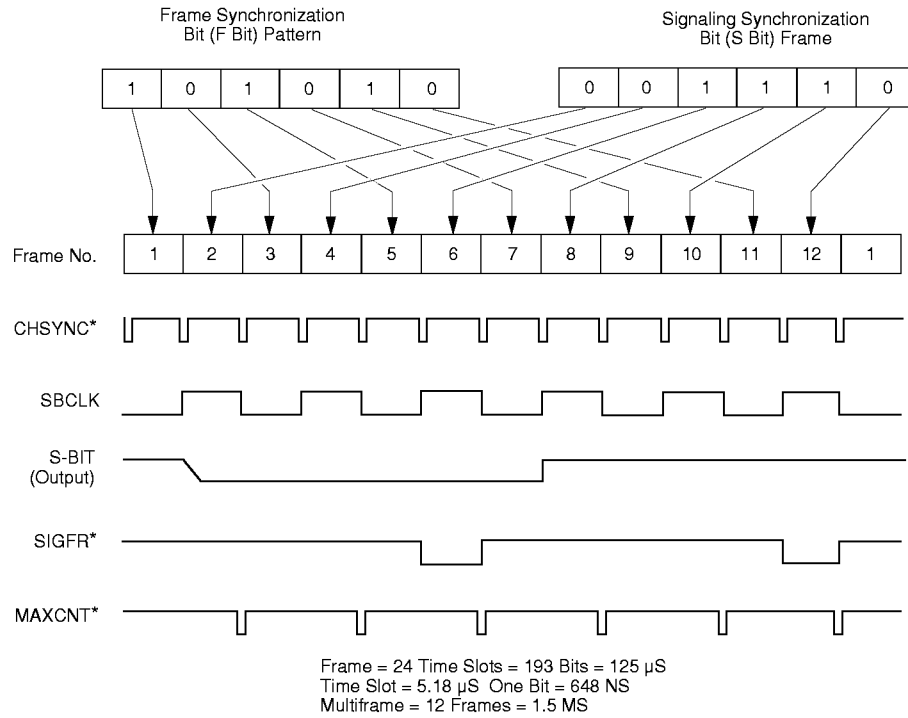 Frame Synchronization
Bit (F Bit) Pattern
Signaling Synchronization
Bit (S Bit) Frame
1 0 1 0 1 0
0 0 1 1 1 0
Frame No. 1 2 3 4 5 6 7 8 9 10 11 12 1
CHSYNC*
SBCLK
S-BIT
(Output)
SIGFR*
MAXCNT*
Frame = 24 Time Slots = 193 Bits = 125 µS
Time Slot = 5.18 µS One Bit = 648 NS
Multiframe = 12 Frames = 1.5 MS